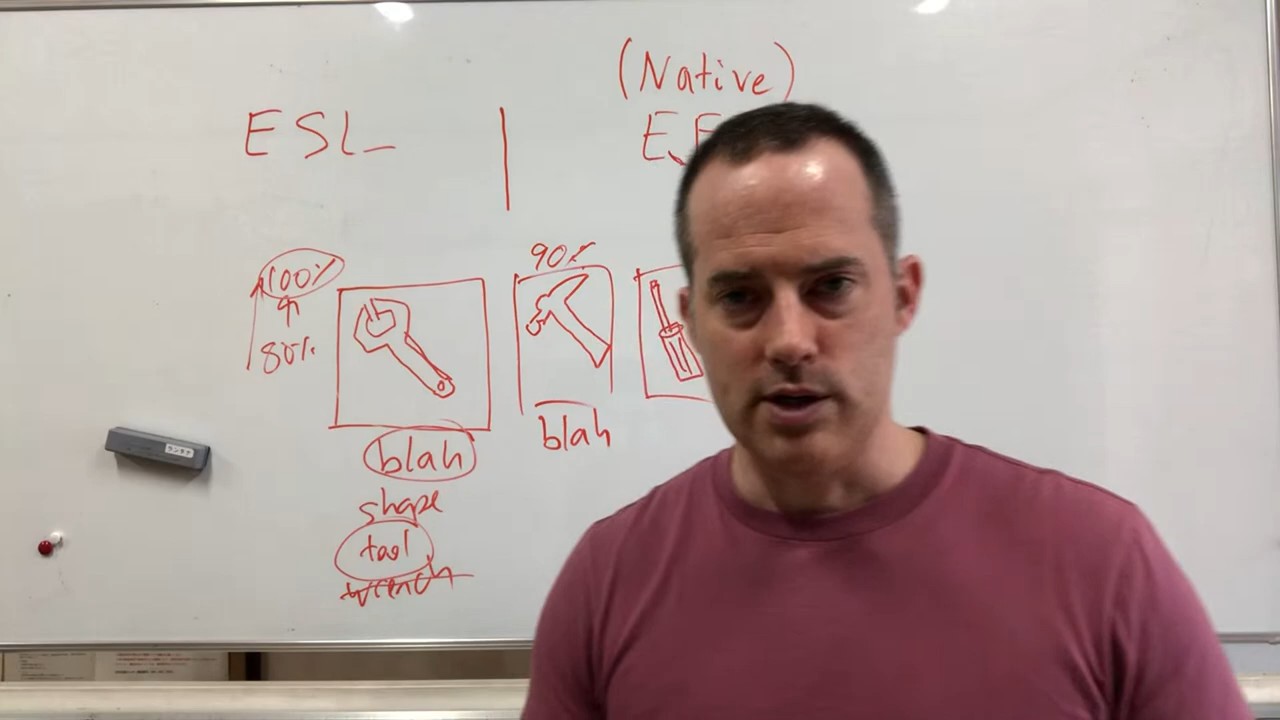 (Native)
ESL
90%
100%
80%
blah
blah
shape
tool
wrench